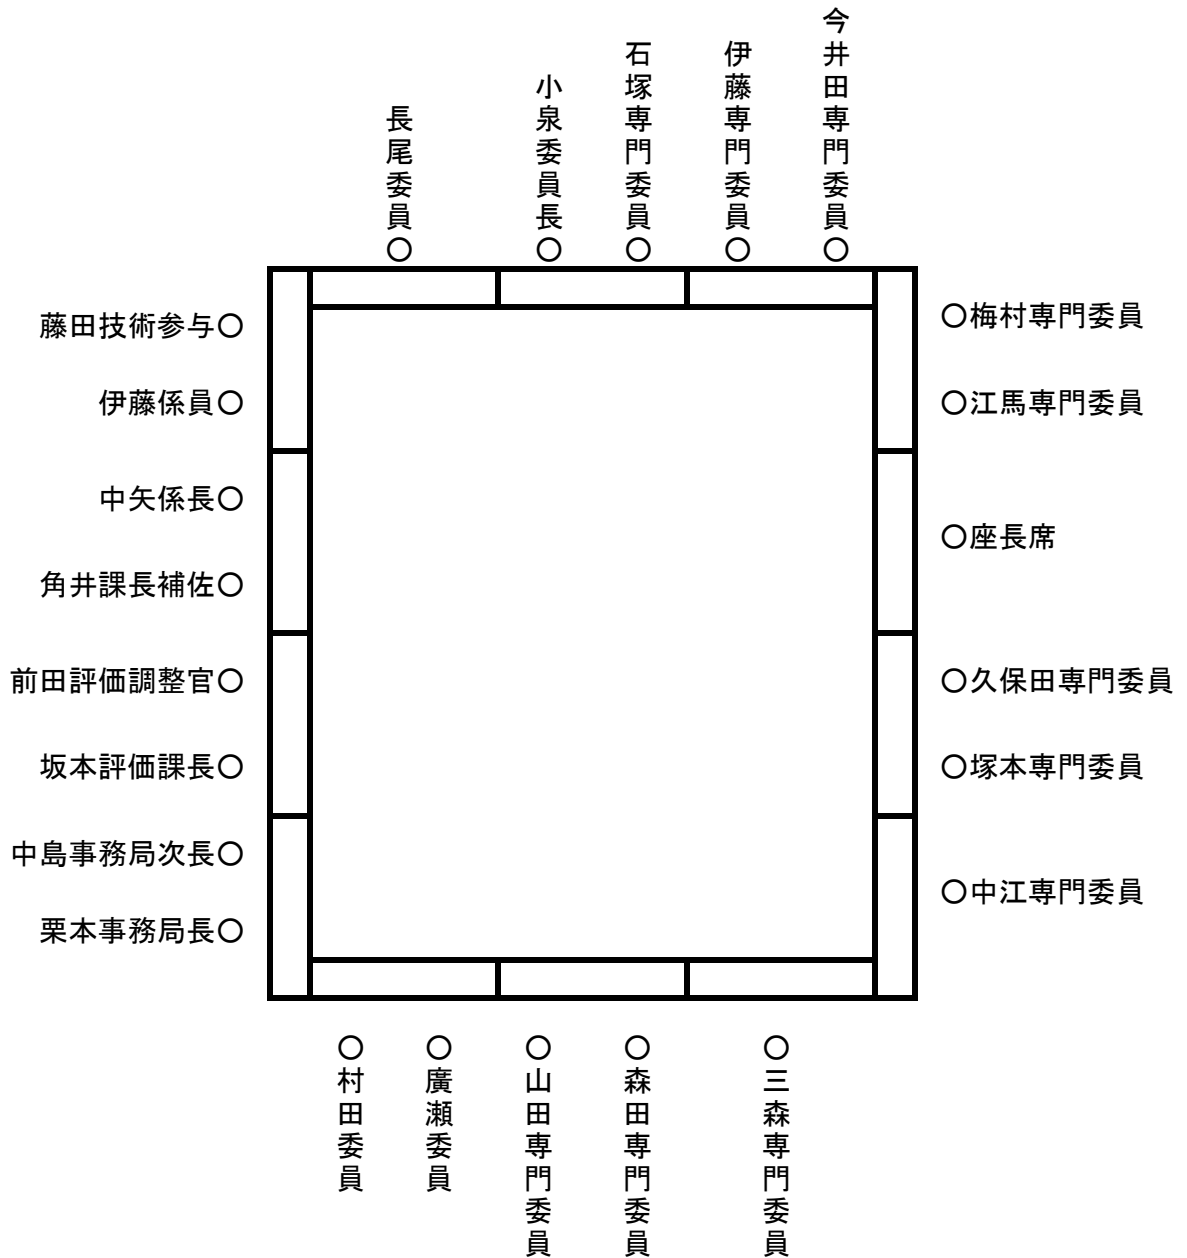 長尾委員○
小泉委員長○
石塚専門委員○
伊藤専門委員○
今井田専門委員○
藤田技術参与○
伊藤係員○
中矢係長○
角井課長補佐○
前田評価調整官○
坂本評価課長○
中島事務局次長○
栗本事務局長○
○梅村専門委員
○江馬専門委員
○座長席
○久保田専門委員
○塚本専門委員
○中江専門委員
○村田委員
○廣瀬委員
○山田専門委員
○森田専門委員
○三森専門委員